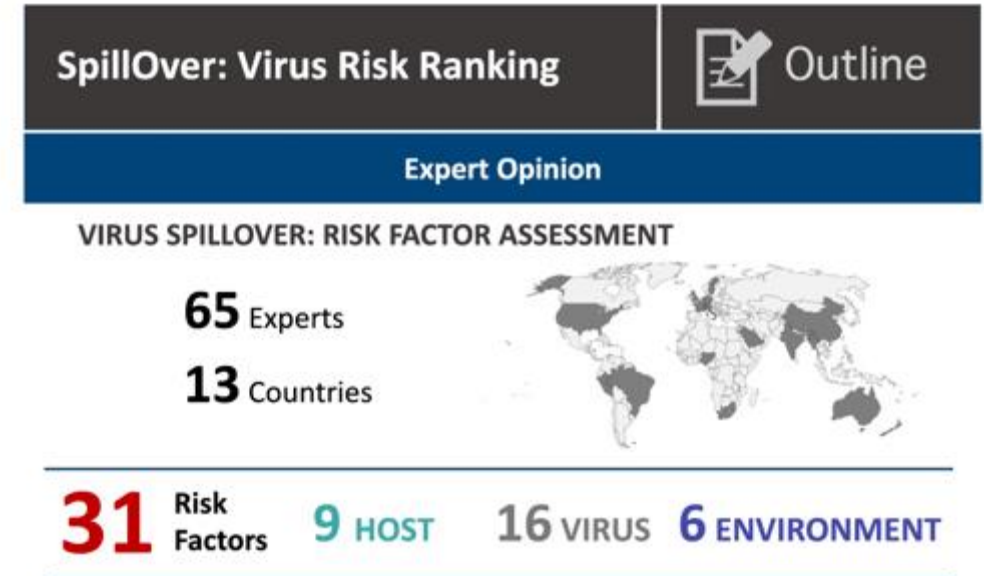 SpillOver: Virus Risk Ranking
Outline
Expert Opinion
VIRUS SPILLOVER: RISK FACTOR ASSESSMENT
65 Experts
13 Countries
31 Risk Factors
9 HOST
16 VIRUS
6 ENVIRONMENT